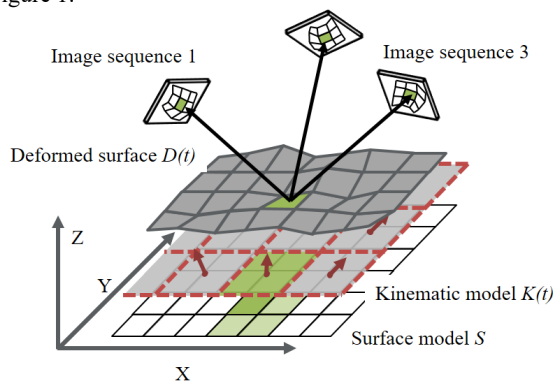 Image sequence 1
Image sequence 3
Deformed surface D(t)
Z
Y
Kinematic model K(t)
Surface model S
X